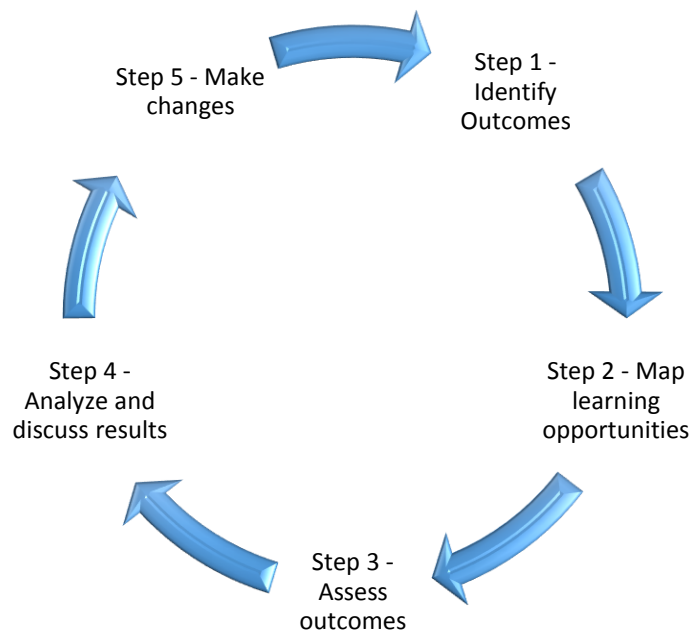 Step 1 -
Identify
Outcomes
Step 2 - Map
learning
opportunities
Step 3 -
Assess
outcomes
Step 4 -
Analyze and
discuss results
Step 5 - Make
changes